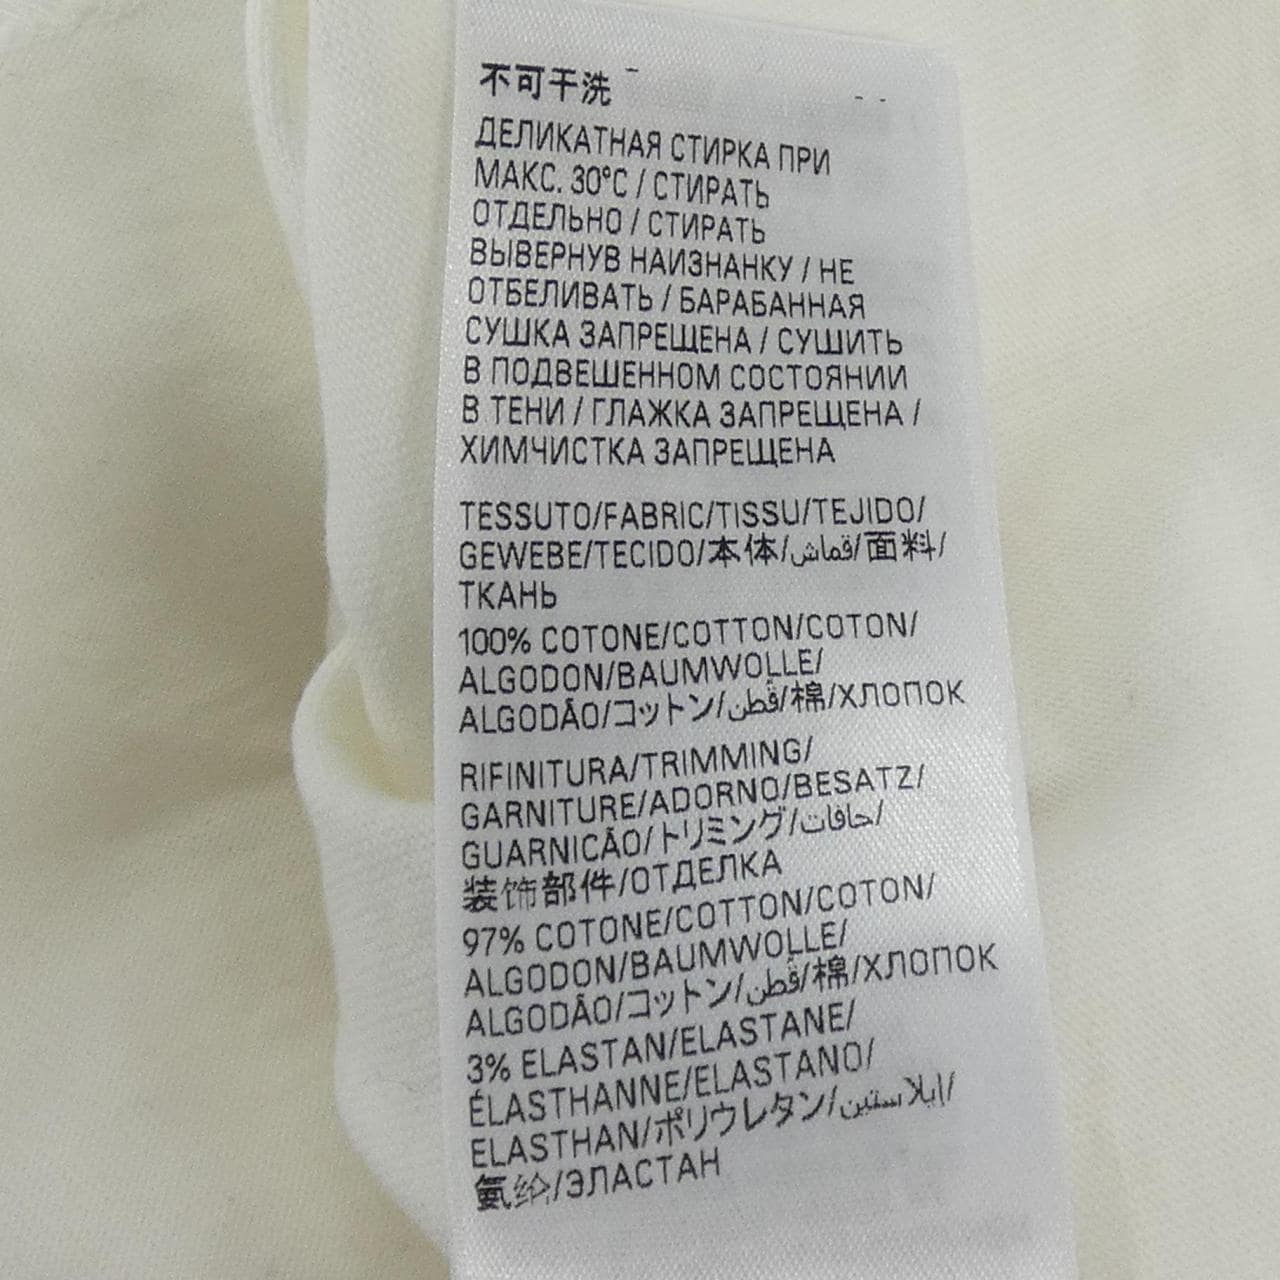 不可干洗
ДЕЛИКАТНАЯ СТИРКА ПРИ
МАКС. 30°C / СТИРАТЬ
ОТДЕЛЬНО / СТИРАТЬ
ВЫВЕРНУВ НАИЗНАНКУ / НЕ
ОТБЕЛИВАТЬ / БАРАБАННАЯ
СУШКА ЗАПРЕЩЕНА / СУШИТЬ
В ПОДВЕШЕННОМ СОСТОЯНИИ
В ТЕНИ / ГЛАЖКА ЗАПРЕЩЕНА /
ХИМЧИСТКА ЗАПРЕЩЕНА
TESSUTO/FABRIC/TISSU/TEJIDO/
GEWEBE/TECIDO/本体/قماش/面料/
ТКАНЬ
100% COTONE/COTTON/COTON/
ALGODON/BAUMWOLLE/
ALGODÃO/コットン/قُطن/棉/ХЛОПОК
RIFINITURA/TRIMMING/
GARNITURE/ADORNO/BESATZ/
GUARNICÃO/トリミング/حافات/
装饰部件/ОТДЕЛКА
97% COTONE/COTTON/COTON/
ALGODON/BAUMWOLLE/
ALGODÃO/コットン/قُطن/棉/ХЛОПОК
3% ELASTAN/ELASTANE/
ÉLASTHANNE/ELASTANO/
ELASTHAN/ポリウレタン/إيلاستين/
氨纶/ЭЛАСТАН